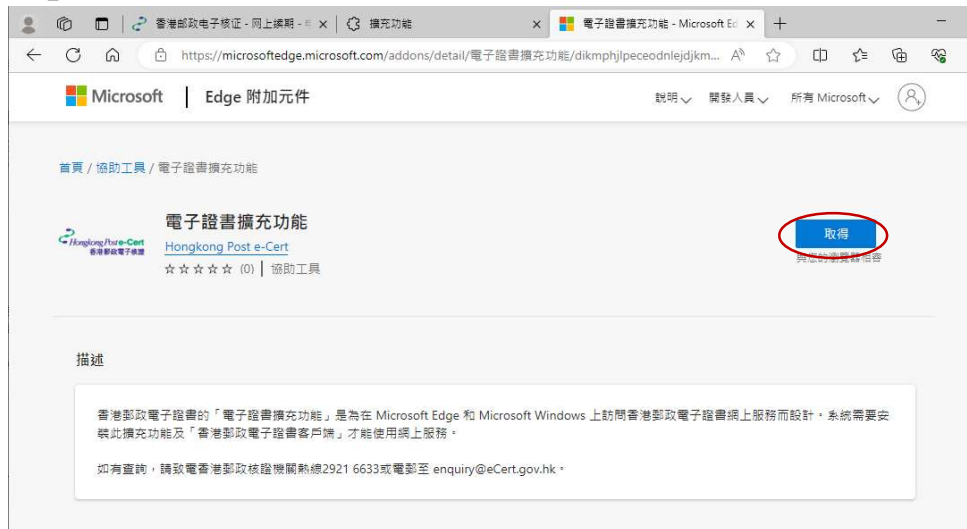 香港邮政电子核证 - 网上续期 -
擴充功能
電子證書擴充功能 - Microsoft Ed
https://microsoftedge.microsoft.com/addons/detail/電子證書擴充功能/dikmphjlpeceodnlejdjkm...
Microsoft | Edge 附加元件
說明
開發人員
所有 Microsoft
首頁 / 協助工具 / 電子證書擴充功能
Hongkong Post e-Cert
香港郵政電子核證
電子證書擴充功能
Hongkong Post e-Cert
☆☆☆☆☆ (0) | 協助工具
取得
與您的瀏覽器相容
描述
香港郵政電子證書的「電子證書擴充功能」是為在 Microsoft Edge 和 Microsoft Windows 上訪問香港郵政電子證書網上服務而設計。系統需要安
裝此擴充功能及「香港郵政電子證書客戶端」才能使用網上服務。
如有查詢，請致電香港郵政核證機關熱線2921 6633或電郵至 enquiry@eCert.gov.hk。